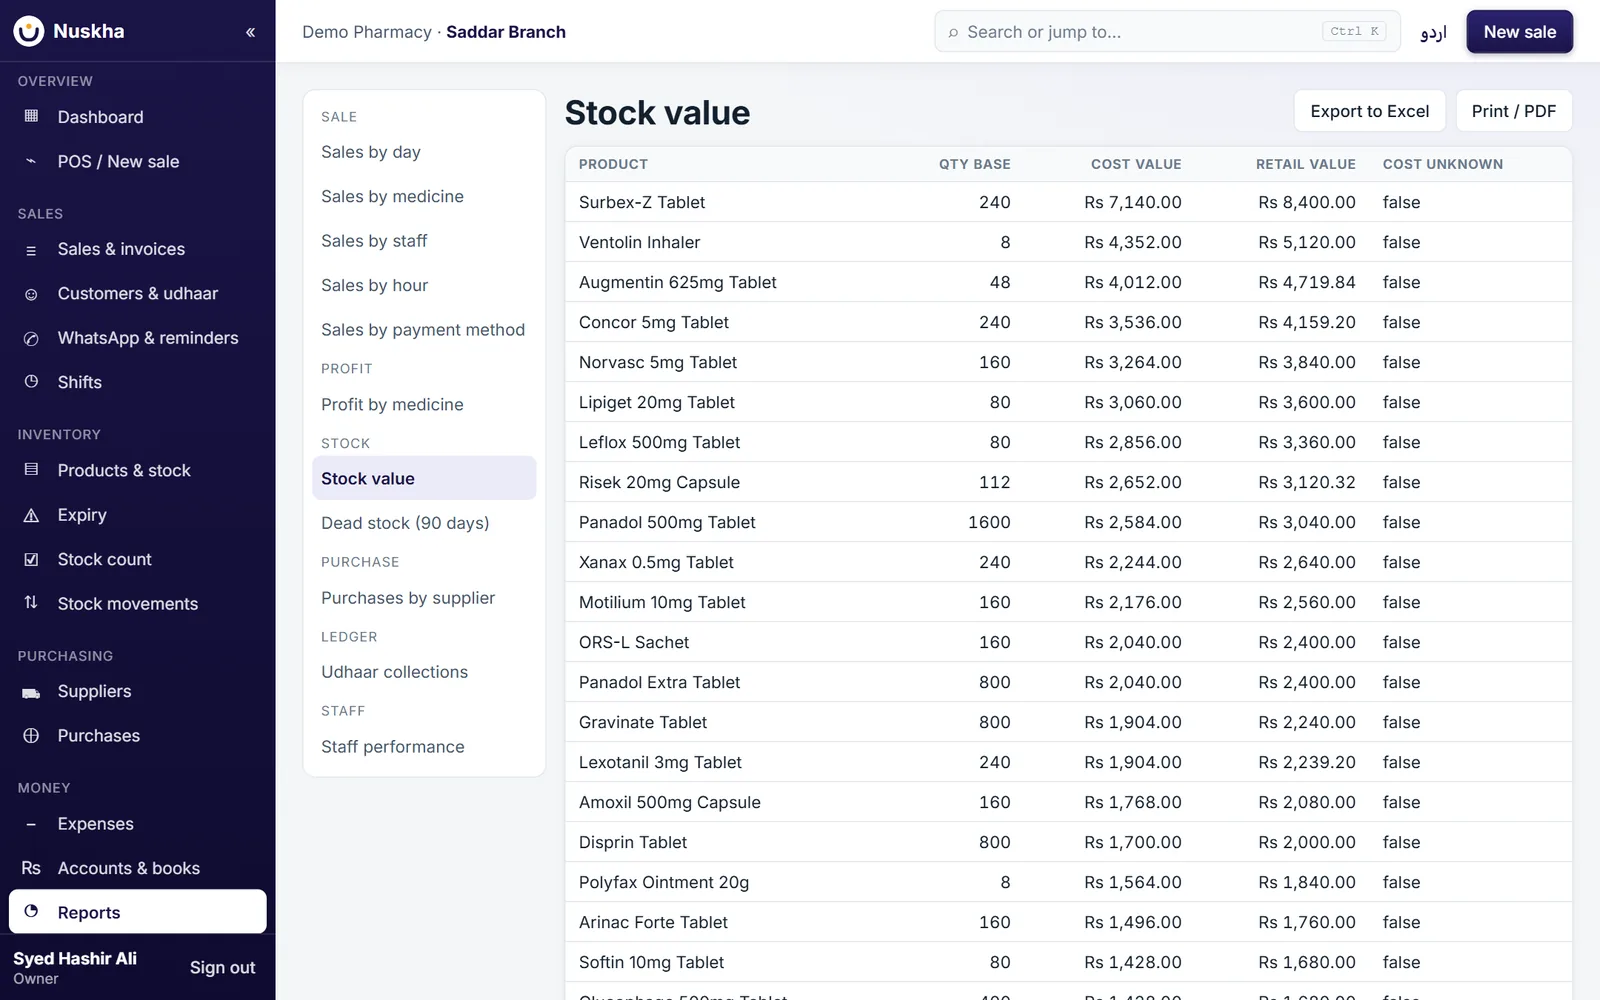 Nuskha
«
OVERVIEW
Dashboard
POS / New sale
SALES
Sales & invoices
Customers & udhaar
WhatsApp & reminders
Shifts
INVENTORY
Products & stock
Expiry
Stock count
Stock movements
PURCHASING
Suppliers
Purchases
MONEY
Expenses
Rs Accounts & books
Reports
Syed Hashir Ali
Owner
Sign out
Demo Pharmacy · Saddar Branch
Search or jump to...
Ctrl K
اردو
New sale
SALE
Sales by day
Sales by medicine
Sales by staff
Sales by hour
Sales by payment method
PROFIT
Profit by medicine
STOCK
Stock value
Dead stock (90 days)
PURCHASE
Purchases by supplier
LEDGER
Udhaar collections
STAFF
Staff performance
Stock value
Export to Excel
Print / PDF
PRODUCT QTY BASE COST VALUE RETAIL VALUE COST UNKNOWN
Surbex-Z Tablet 240 Rs 7,140.00 Rs 8,400.00 false
Ventolin Inhaler 8 Rs 4,352.00 Rs 5,120.00 false
Augmentin 625mg Tablet 48 Rs 4,012.00 Rs 4,719.84 false
Concor 5mg Tablet 240 Rs 3,536.00 Rs 4,159.20 false
Norvasc 5mg Tablet 160 Rs 3,264.00 Rs 3,840.00 false
Lipiget 20mg Tablet 80 Rs 3,060.00 Rs 3,600.00 false
Leflox 500mg Tablet 80 Rs 2,856.00 Rs 3,360.00 false
Risek 20mg Capsule 112 Rs 2,652.00 Rs 3,120.32 false
Panadol 500mg Tablet 1600 Rs 2,584.00 Rs 3,040.00 false
Xanax 0.5mg Tablet 240 Rs 2,244.00 Rs 2,640.00 false
Motilium 10mg Tablet 160 Rs 2,176.00 Rs 2,560.00 false
ORS-L Sachet 160 Rs 2,040.00 Rs 2,400.00 false
Panadol Extra Tablet 800 Rs 2,040.00 Rs 2,400.00 false
Gravinate Tablet 800 Rs 1,904.00 Rs 2,240.00 false
Lexotanil 3mg Tablet 240 Rs 1,904.00 Rs 2,239.20 false
Amoxil 500mg Capsule 160 Rs 1,768.00 Rs 2,080.00 false
Disprin Tablet 800 Rs 1,700.00 Rs 2,000.00 false
Polyfax Ointment 20g 8 Rs 1,564.00 Rs 1,840.00 false
Arinac Forte Tablet 160 Rs 1,496.00 Rs 1,760.00 false
Softin 10mg Tablet 80 Rs 1,428.00 Rs 1,680.00 false